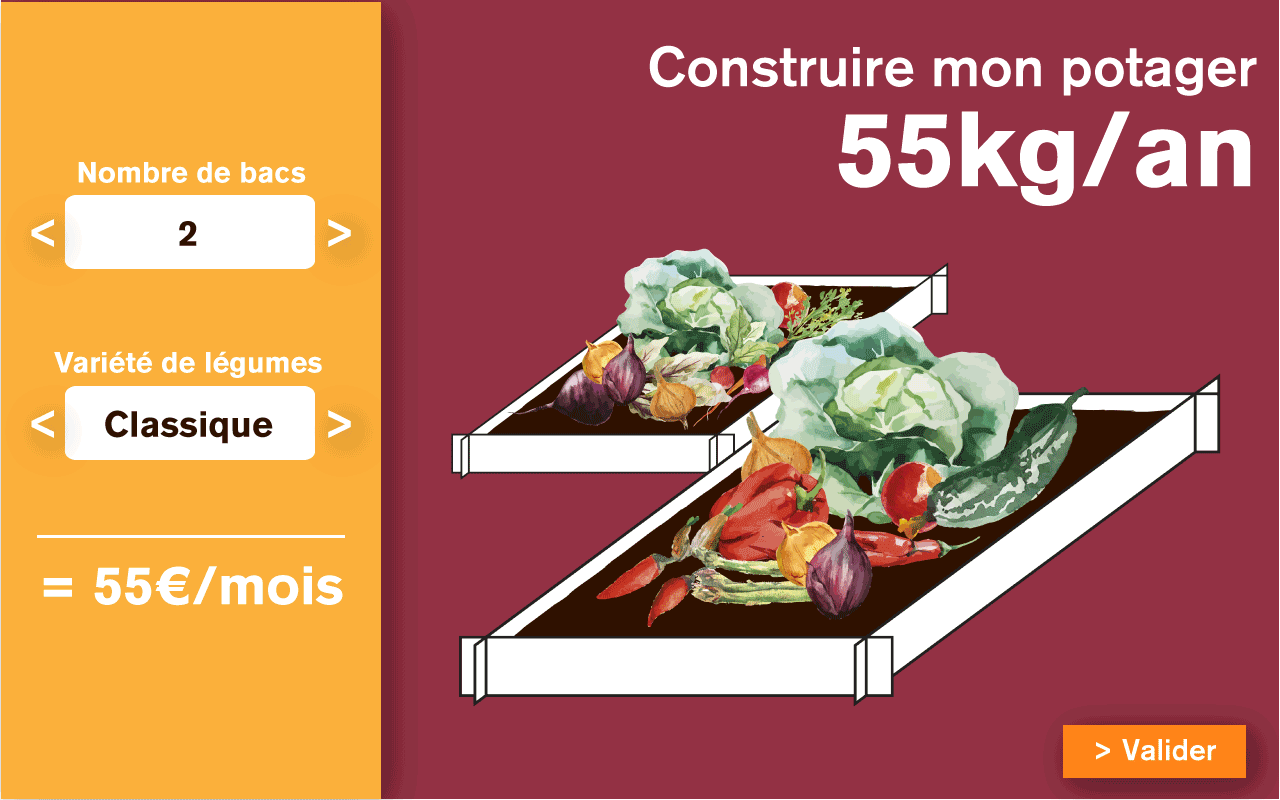 Construire mon potager
55kg/an
Nombre de bacs
< 2 >
Variété de légumes
< Classique >
= 55€/mois
> Valider